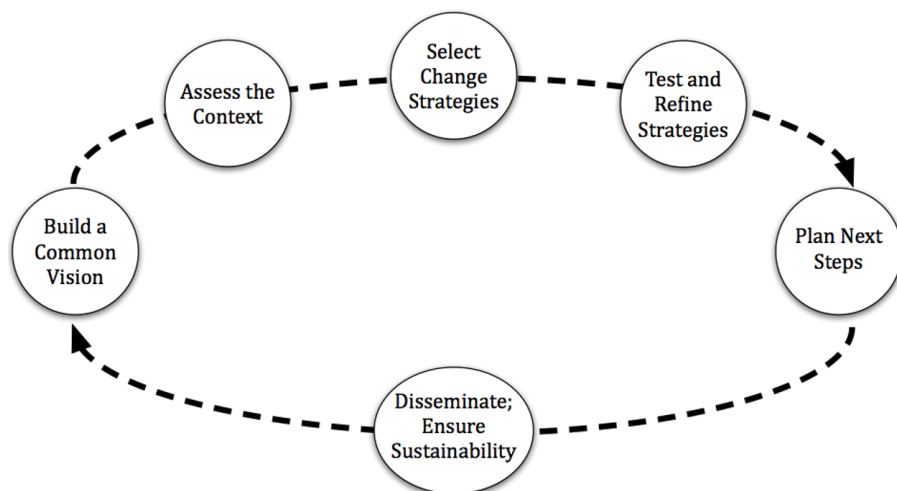 Build a
Common
Vision
Assess the
Context
Select
Change
Strategies
Test and
Refine
Strategies
Plan Next
Steps
Disseminate;
Ensure
Sustainability